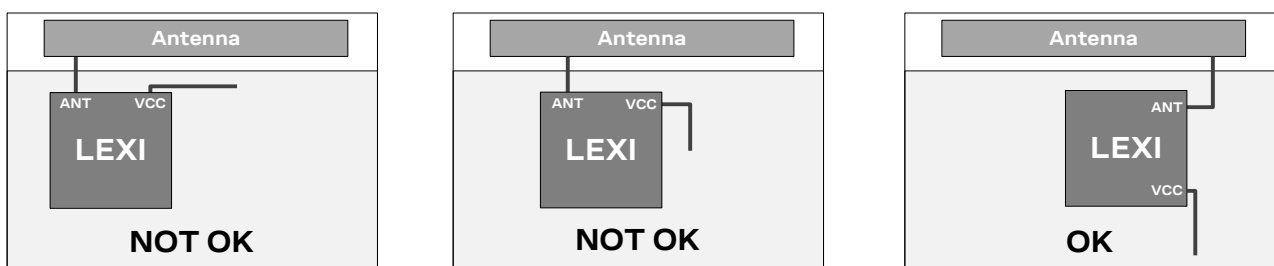 Antenna
ANT VCC
LEXI
NOT OK
Antenna
ANT VCC
LEXI
NOT OK
Antenna
ANT
LEXI
VCC
OK